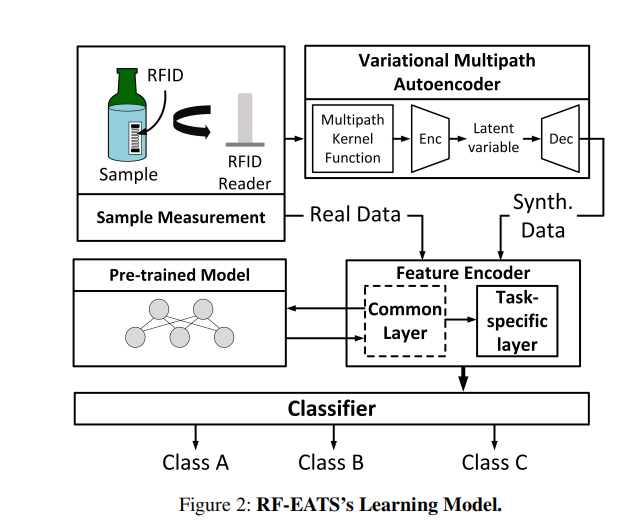 Variational Multipath
Autoencoder
RFID
Sample
RFID
Reader
Sample Measurement
Multipath
Kernel
Function
Enc
Latent
variable
Dec
Real Data
Synth.
Data
Pre-trained Model
Feature Encoder
Common
Layer
Task-
specific
layer
Classifier
Class A
Class B
Class C
Figure 2: RF-EATS's Learning Model.